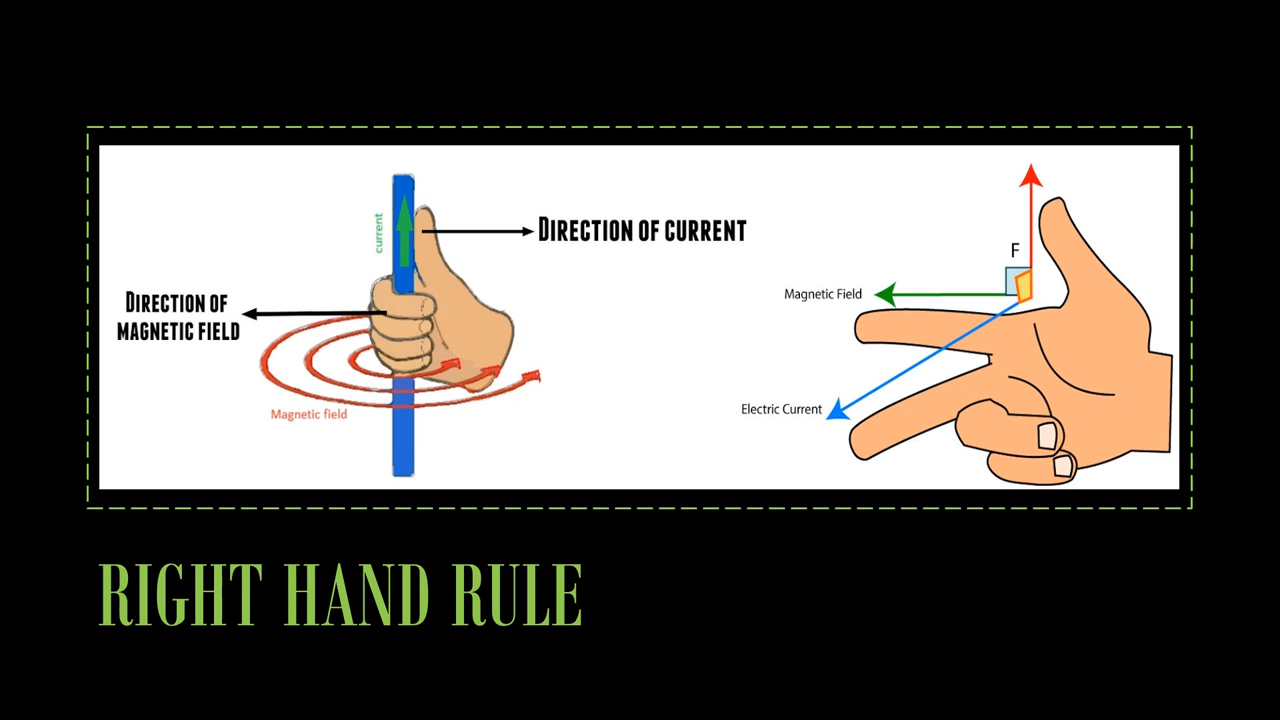 current
DIRECTION OF CURRENT
DIRECTION OF
MAGNETIC FIELD
Magnetic field
F
Magnetic Field
Electric Current
RIGHT HAND RULE